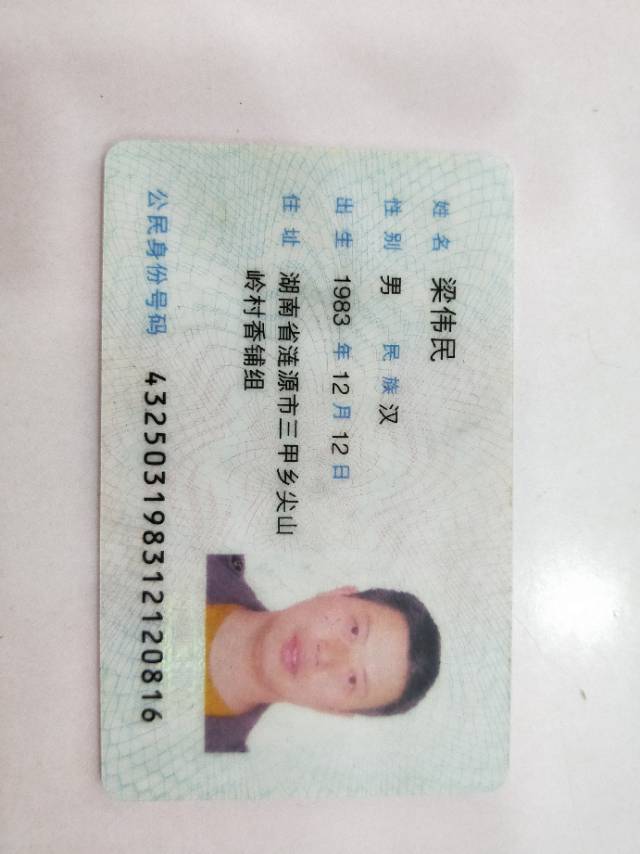 姓名 梁伟民
性别 男 民族 汉
出生 1983 年 12 月 12 日
住址 湖南省涟源市三甲乡尖山
岭村香铺组
公民身份号码 432503198312120816